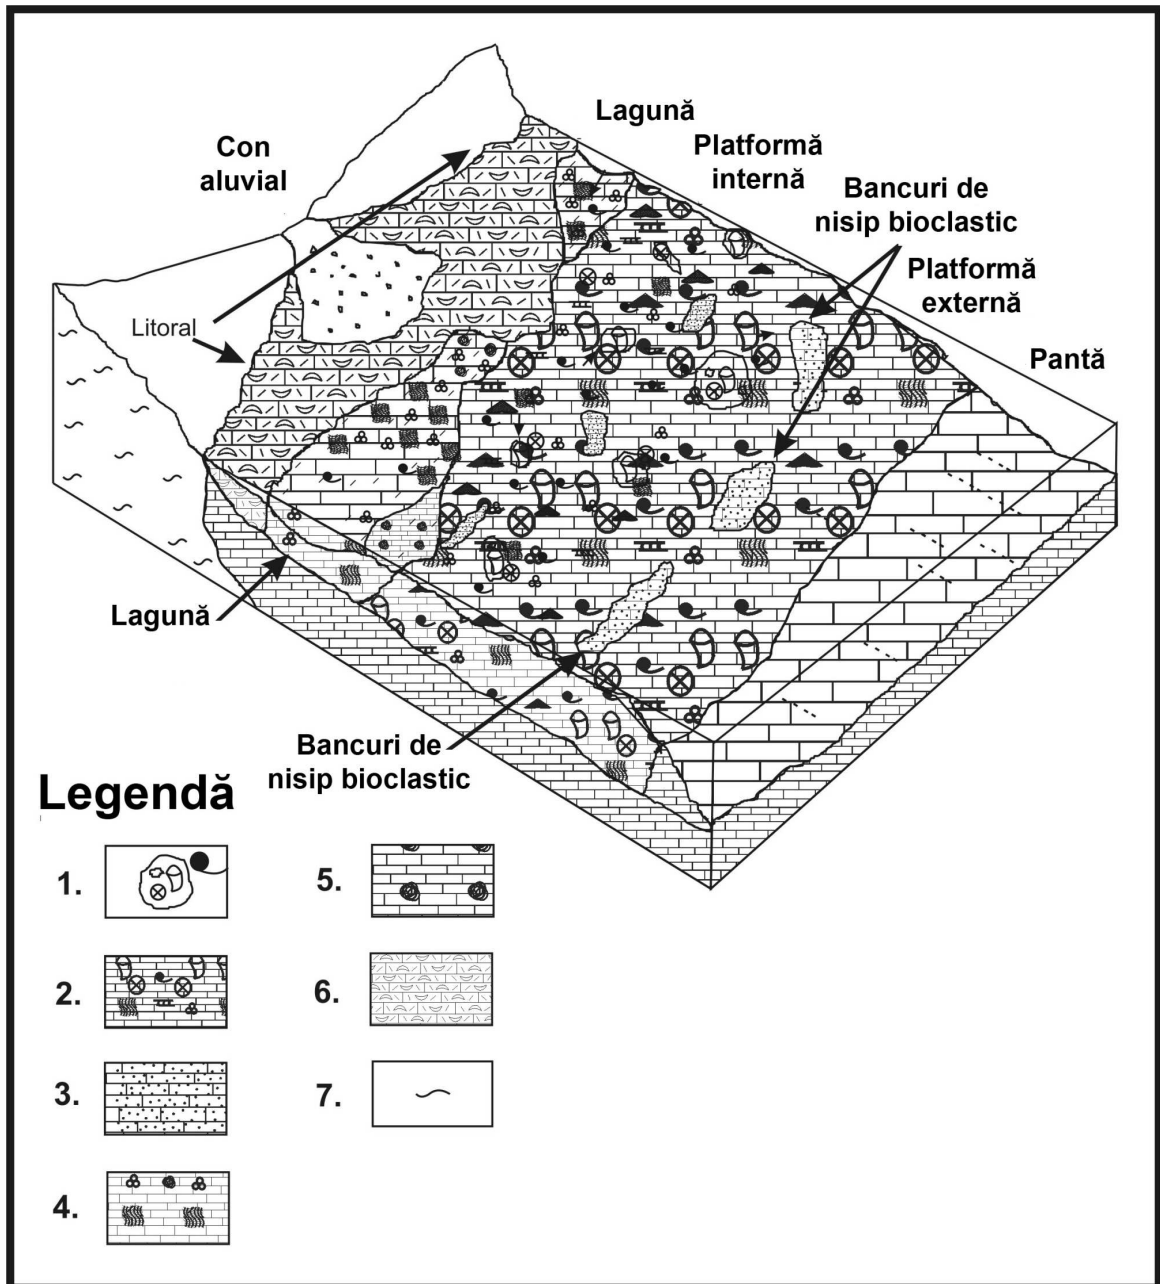 Lagună
Con
aluvial
Platformă
internă
Bancuri de
nisip bioclastic
Platformă
externă
Litoral
Pantă
Lagună
Bancuri de
nisip bioclastic
Legendă
1.
5.
2.
6.
3.
7.
4.